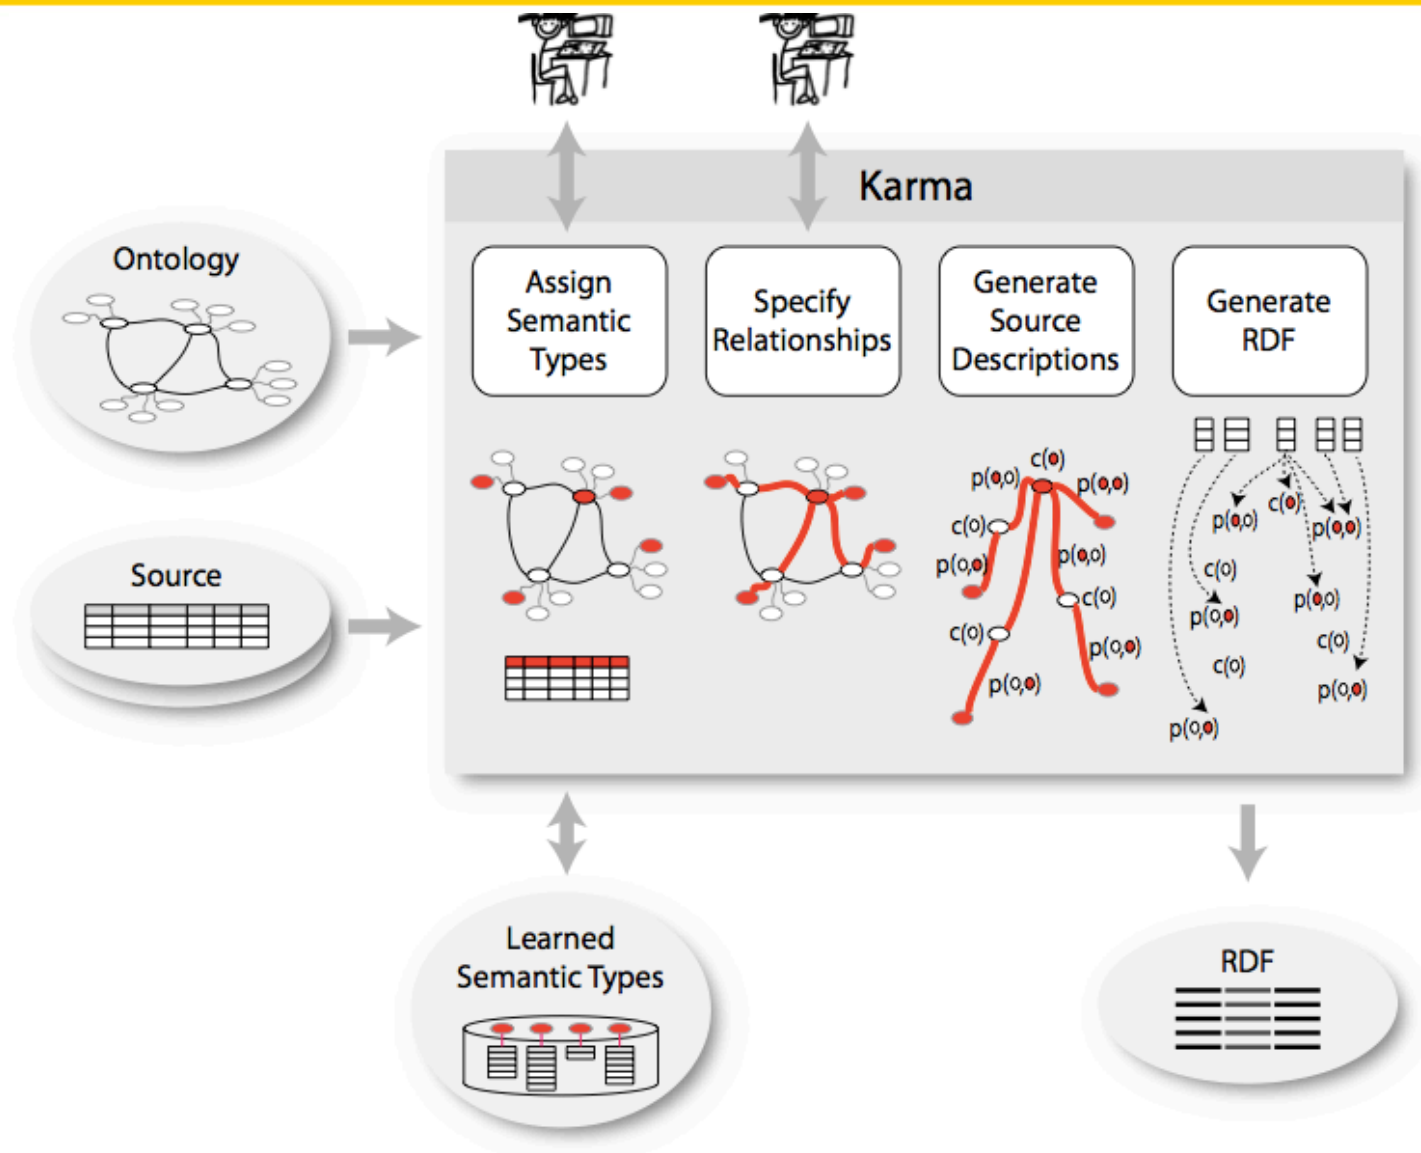 Karma
Ontology
Assign
Semantic
Types
Specify
Relationships
Generate
Source
Descriptions
Generate
RDF
Source
c(o)
p(o,o)
p(o,o)
c(o)
p(o,o)
p(o,o)
c(o)
c(o)
p(o,o)
p(o,o)
c(o)
p(o,o)
p(o,o)
c(o)
p(o,o)
p(o,o)
c(o)
c(o)
p(o,o)
p(o,o)
Learned
Semantic Types
RDF